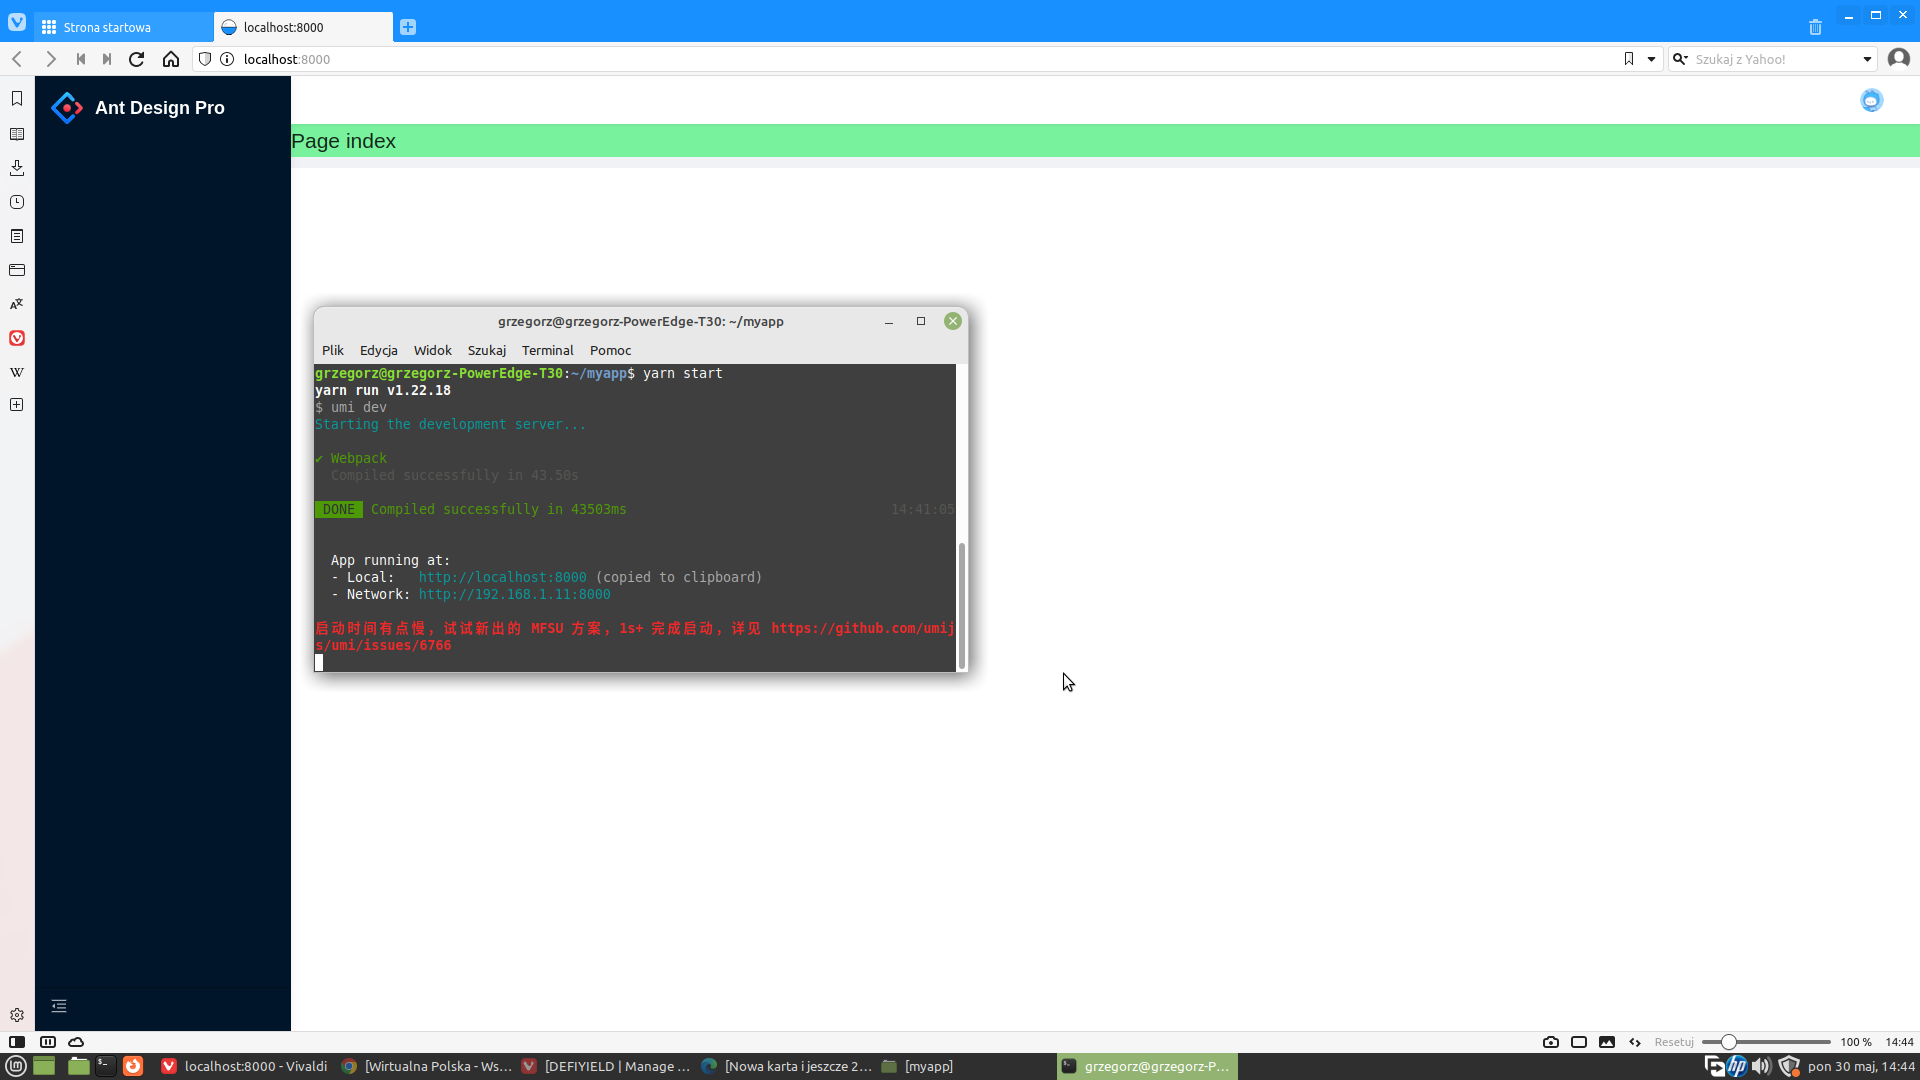 Strona startowa
localhost:8000
localhost:8000
Szukaj z Yahoo!
Ant Design Pro
Page index
grzegorz@grzegorz-PowerEdge-T30: ~/myapp
Plik Edycja Widok Szukaj Terminal Pomoc
grzegorz@grzegorz-PowerEdge-T30:~/myapp$ yarn start
yarn run v1.22.18
$ umi dev
Starting the development server...
✔ Webpack
Compiled successfully in 43.50s
DONE Compiled successfully in 43503ms 14:41:05
App running at:
- Local: http://localhost:8000 (copied to clipboard)
- Network: http://192.168.1.11:8000
启动时间有点慢，试试新出的 MFSU 方案，1s+ 完成启动，详见 https://github.com/umij
s/umi/issues/6766
Resetuj 100 % 14:44
localhost:8000 - Vivaldi
[Wirtualna Polska - Ws...
[DEFIYIELD | Manage ...
[Nowa karta i jeszcze 2...
[myapp]
grzegorz@grzegorz-P...
pon 30 maj, 14:44